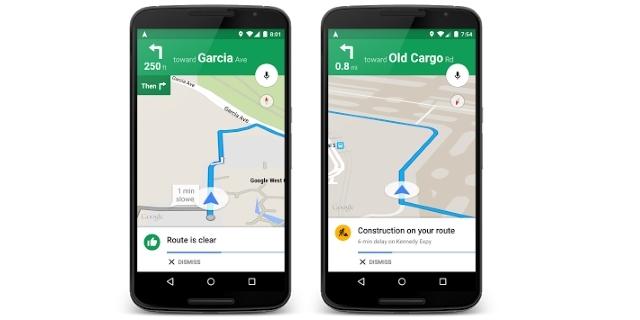 8:01
toward Garcia Ave
250 ft
Then
Garcia Ave
Garcia Ave
Google West
1 min
slowe
Google
Route is clear
DISMISS
7:54
toward Old Cargo Rd
0.8 mi
Google
Construction on your route
6 min delay on Kennedy Expy
DISMISS